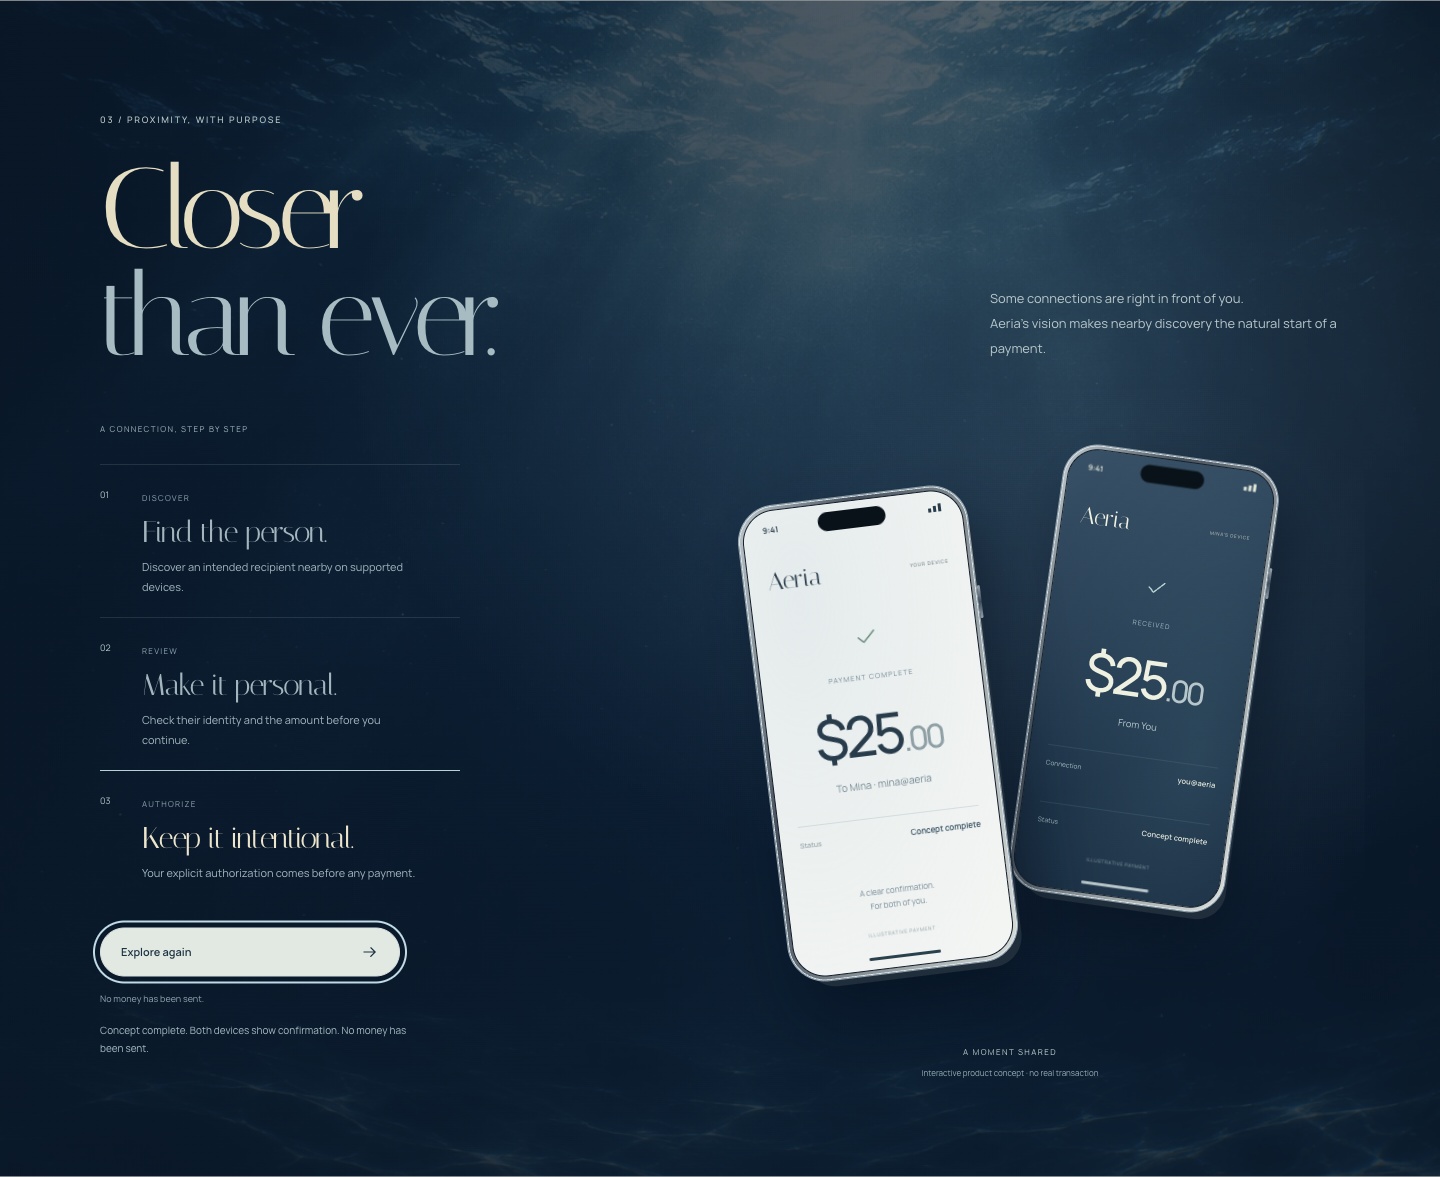 03 / PROXIMITY, WITH PURPOSE
Closer
than ever.
Some connections are right in front of you.
Aeria's vision makes nearby discovery the natural start of a
payment.
A CONNECTION, STEP BY STEP
01
DISCOVER
Find the person.
Discover an intended recipient nearby on supported
devices.
02
REVIEW
Make it personal.
Check their identity and the amount before you
continue.
03
AUTHORIZE
Keep it intentional.
Your explicit authorization comes before any payment.
Explore again
No money has been sent.
Concept complete. Both devices show confirmation. No money has
been sent.
9:41
Aeria
YOUR DEVICE
PAYMENT COMPLETE
$25.00
To Mina · mina@aeria
Status
Concept complete
A clear confirmation.
For both of you.
ILLUSTRATIVE PAYMENT
9:41
Aeria
MINA'S DEVICE
RECEIVED
$25.00
From You
Connection
you@aeria
Status
Concept complete
ILLUSTRATIVE PAYMENT
A MOMENT SHARED
Interactive product concept · no real transaction